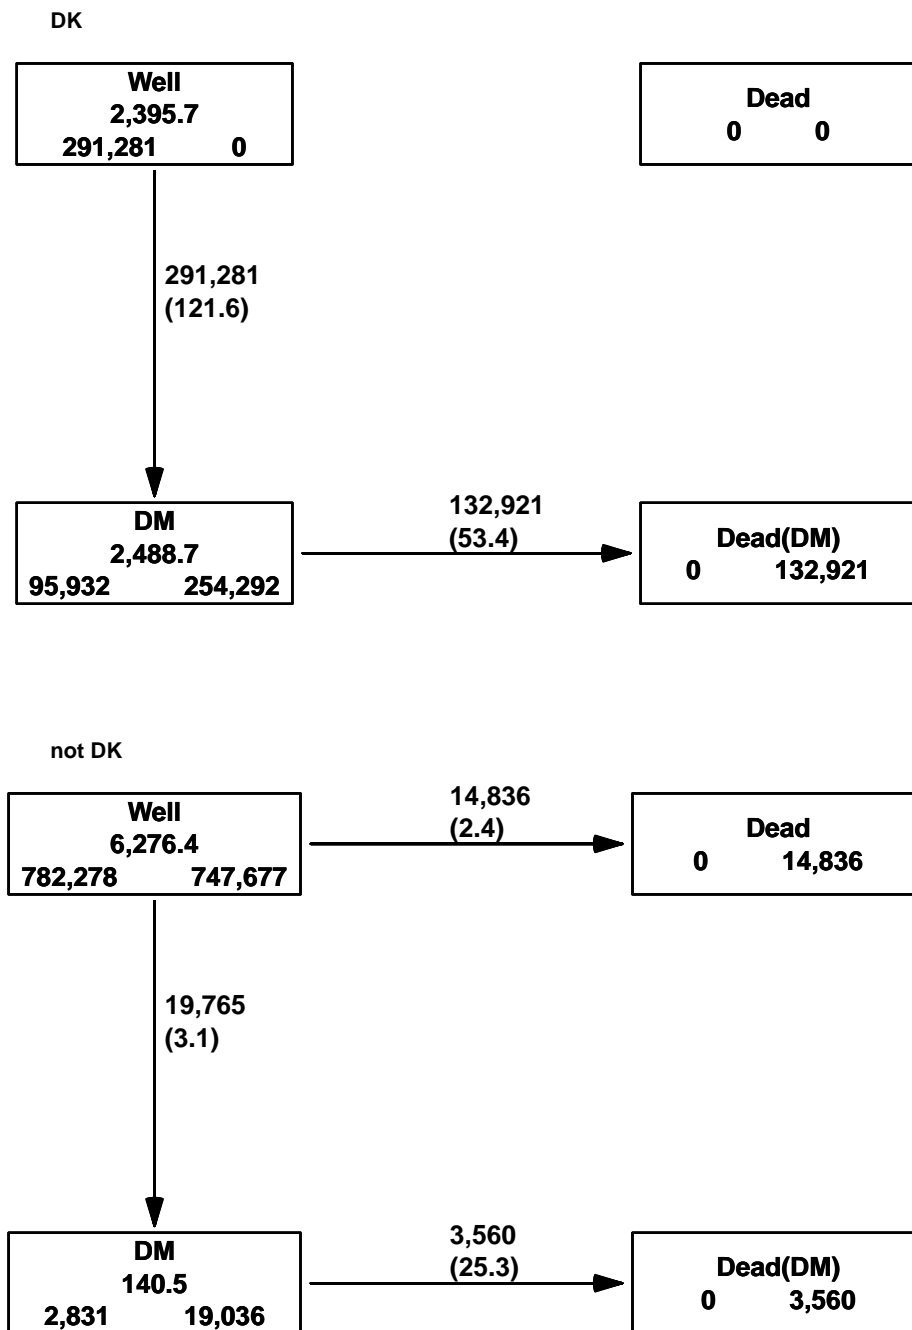 DK
Well
2,395.7
291,281 0
Dead
0 0
291,281
(121.6)
DM
2,488.7
95,932 254,292
132,921
(53.4)
Dead(DM)
0 132,921
not DK
Well
6,276.4
782,278 747,677
14,836
(2.4)
Dead
0 14,836
19,765
(3.1)
DM
140.5
2,831 19,036
3,560
(25.3)
Dead(DM)
0 3,560